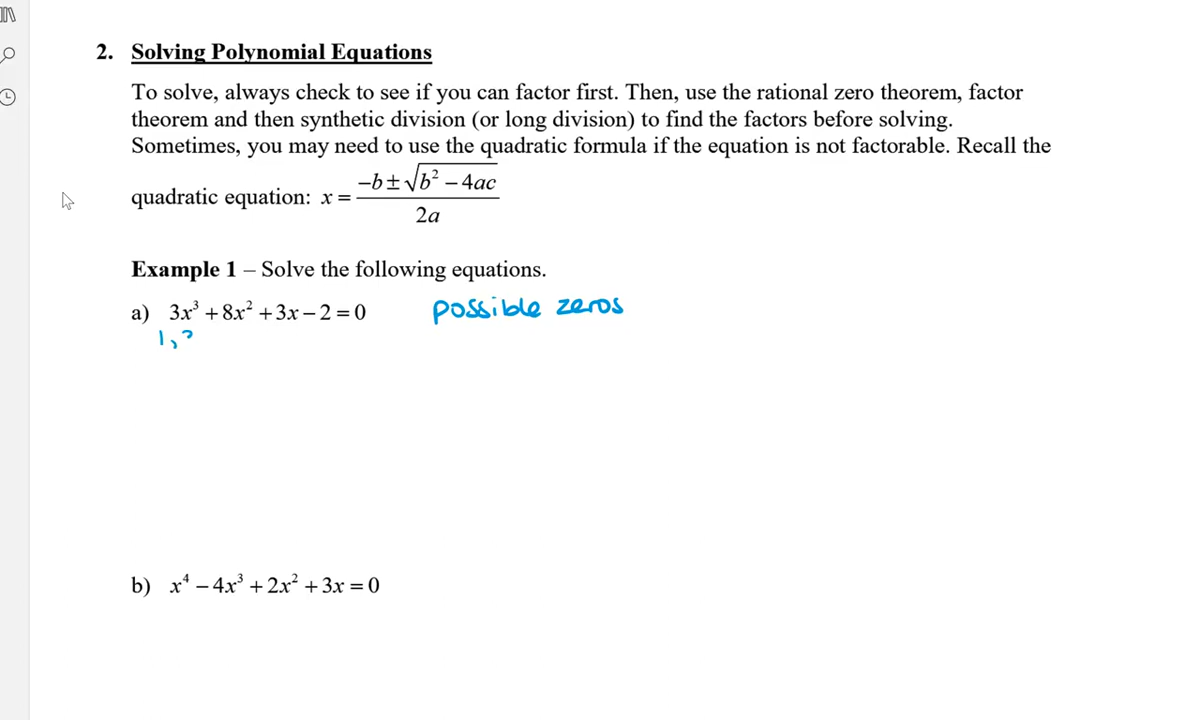 2. Solving Polynomial Equations
To solve, always check to see if you can factor first. Then, use the rational zero theorem, factor
theorem and then synthetic division (or long division) to find the factors before solving.
Sometimes, you may need to use the quadratic formula if the equation is not factorable. Recall the
quadratic equation: x = (−b ± √(b² − 4ac)) / 2a
Example 1 – Solve the following equations.
a) 3x³ + 8x² + 3x − 2 = 0 possible zeros
1,
b) x⁴ − 4x³ + 2x² + 3x = 0